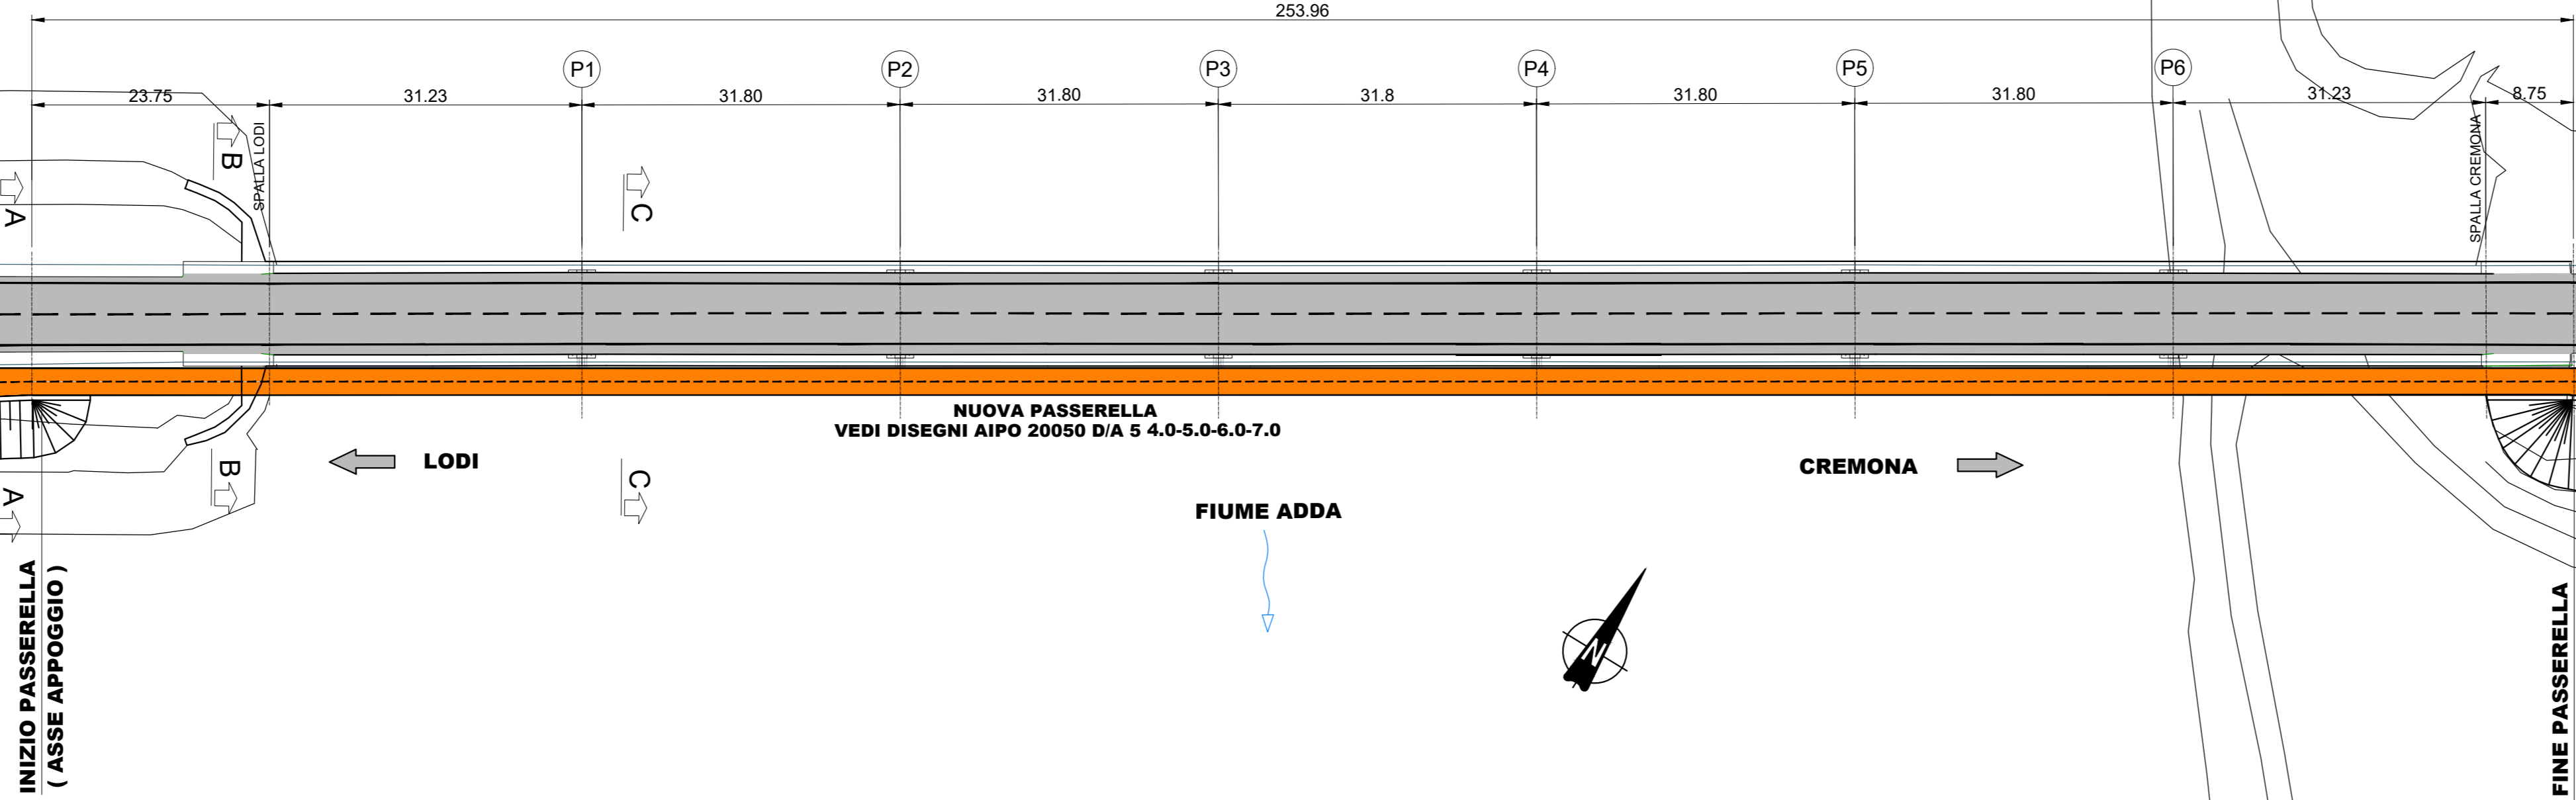 253.96
P1
P2
P3
P4
P5
P6
23.75
31.23
31.80
31.80
31.8
31.80
31.80
31.23
8.75
SPALLA LODI
SPALLA CREMONA
B
A
C
NUOVA PASSERELLA
VEDI DISEGNI AIPO 20050 D/A 5 4.0-5.0-6.0-7.0
LODI
CREMONA
B
A
C
FIUME ADDA
INIZIO PASSERELLA
( ASSE APPOGGIO )
N
FINE PASSERELLA